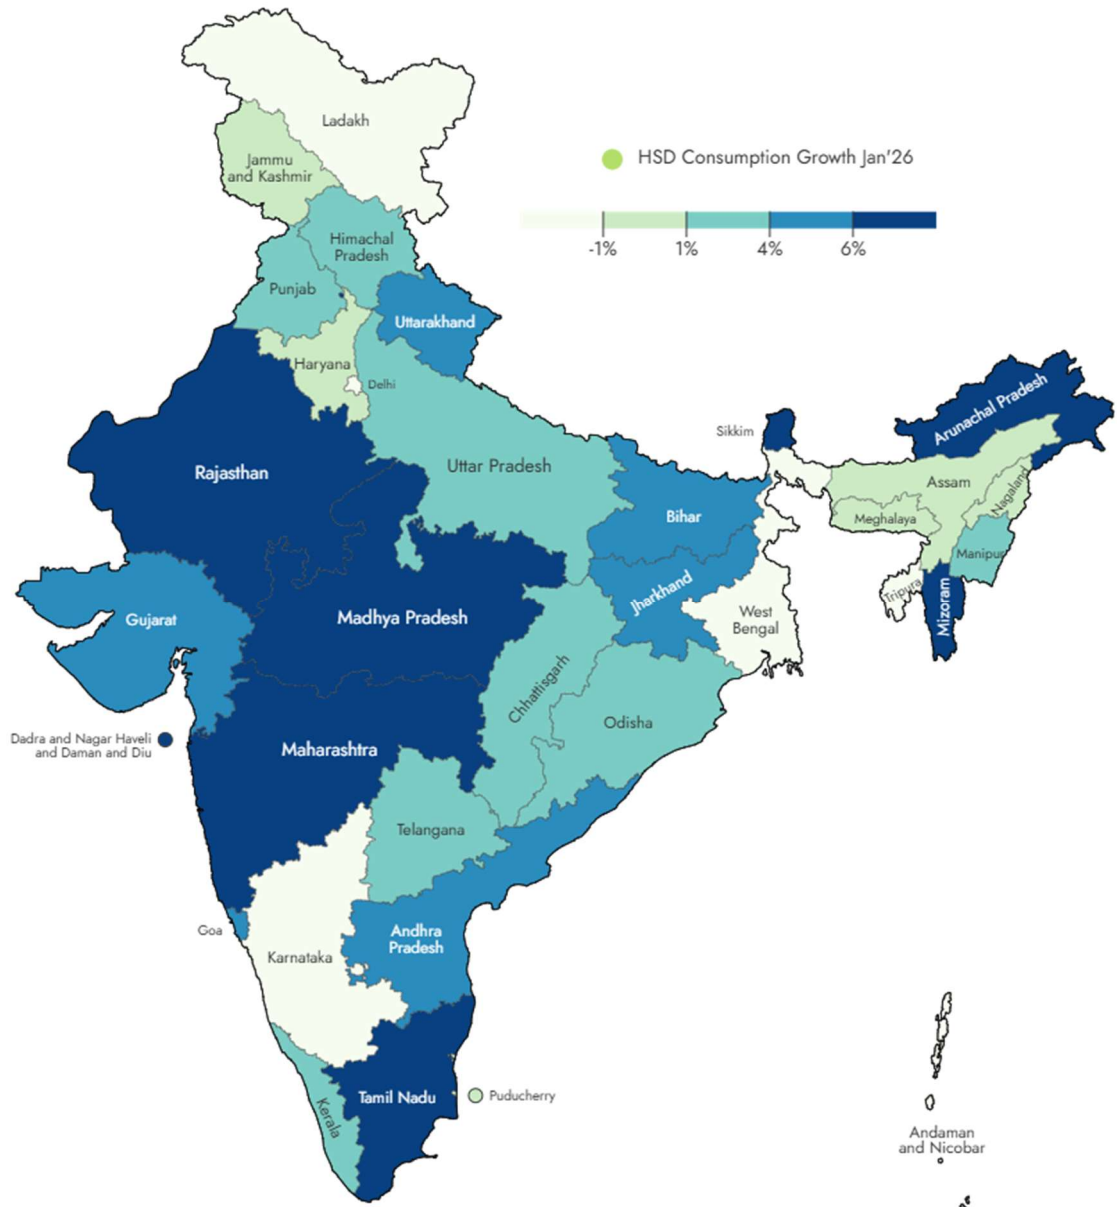 Ladakh
HSD Consumption Growth Jan'26
-1%
1%
4%
6%
Jammu
and Kashmir
Himachal
Pradesh
Punjab
Uttarakhand
Haryana
Delhi
Arunachal Pradesh
Sikkim
Rajasthan
Uttar Pradesh
Assam
Nagaland
Bihar
Meghalaya
Manipur
Jharkhand
Tripura
Mizoram
Gujarat
Madhya Pradesh
West
Bengal
Chhattisgarh
Odisha
Dadra and Nagar Haveli
and Daman and Diu
Maharashtra
Telangana
Goa
Andhra
Pradesh
Karnataka
Tamil Nadu
Puducherry
Kerala
Andaman
and Nicobar